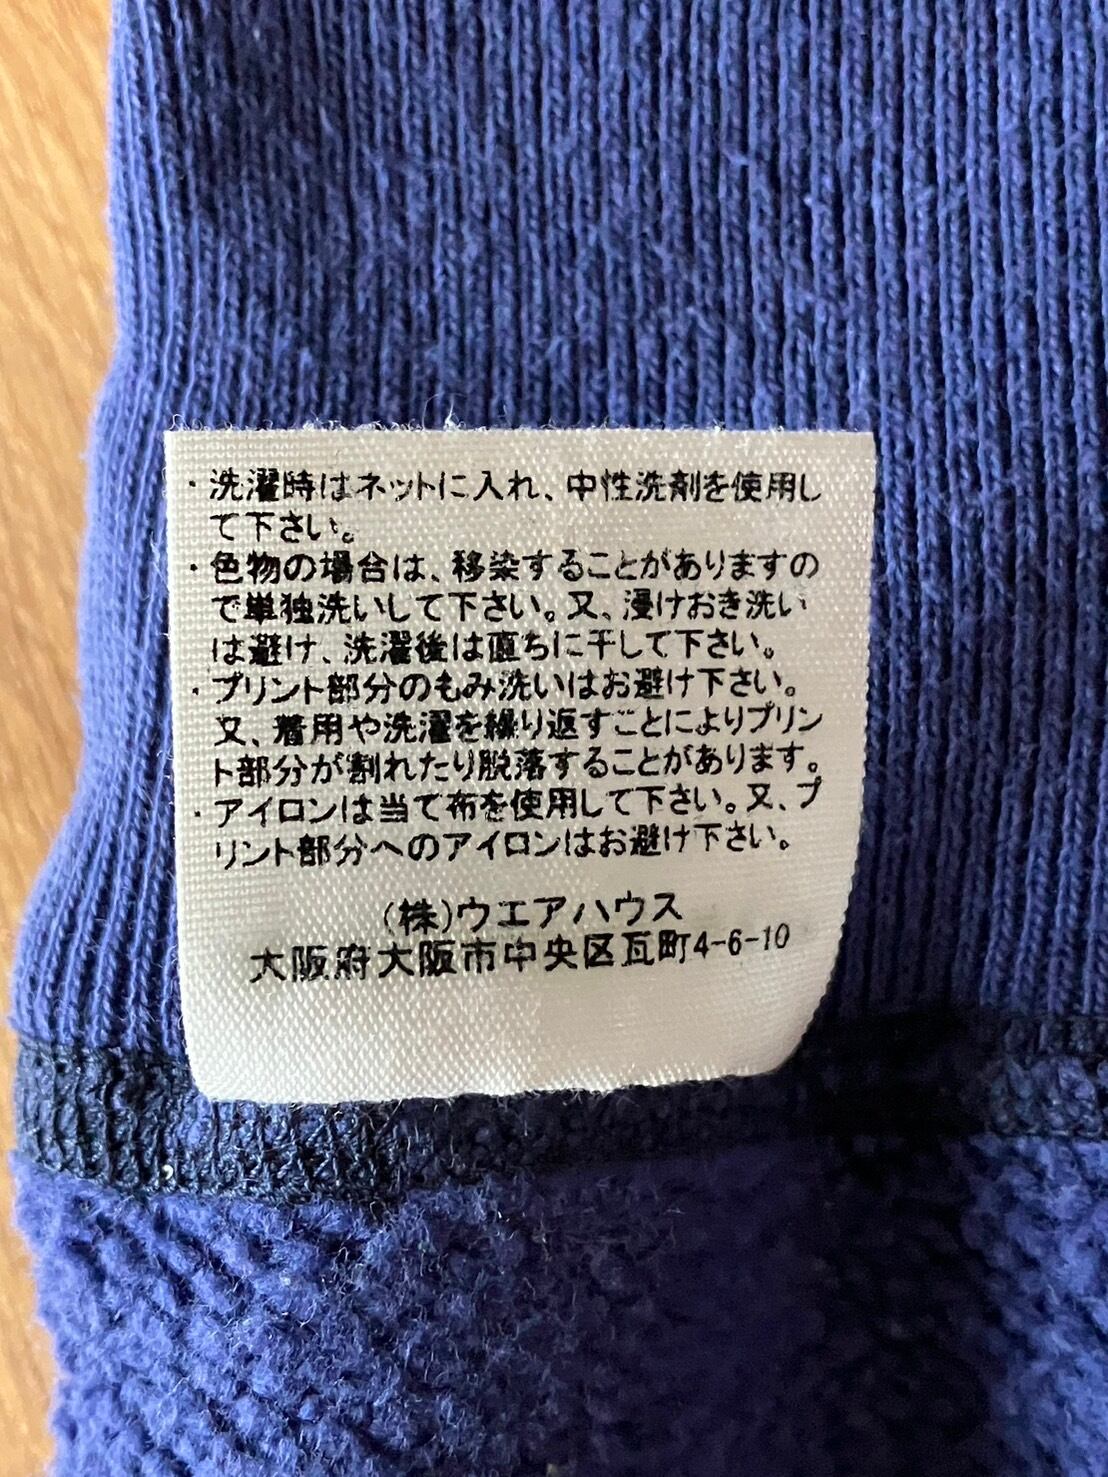 ・洗濯時はネットに入れ、中性洗剤を使用し
て下さい。
・色物の場合は、移染することがありますの
で単独洗いして下さい。又、浸けおき洗い
は避け、洗濯後は直ちに干して下さい。
・プリント部分のもみ洗いはお避け下さい。
又、着用や洗濯を繰り返すことによりプリン
ト部分が割れたり脱落することがあります。
・アイロンは当て布を使用して下さい。又、プ
リント部分へのアイロンはお避け下さい。
(株)ウエアハウス
大阪府大阪市中央区瓦町4-6-10